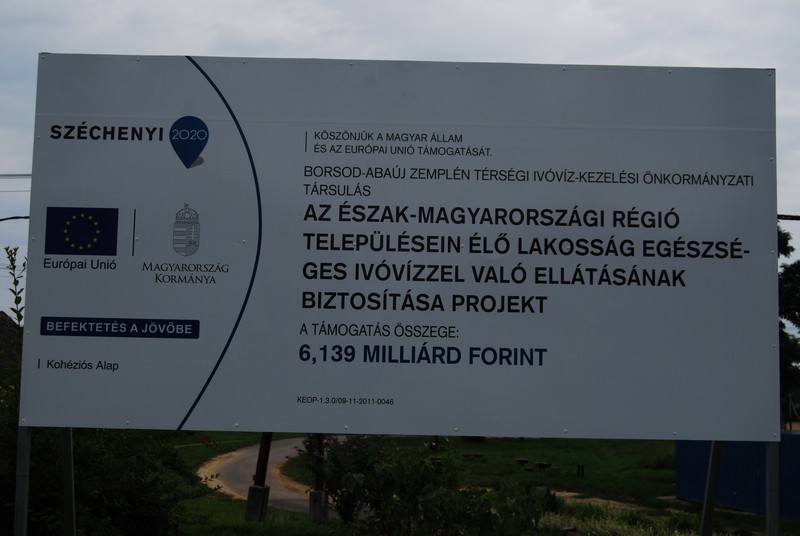 SZÉCHENYI 2020
Európai Unió
MAGYARORSZÁG
KORMÁNYA
BEFEKTETÉS A JÖVŐBE
Kohéziós Alap
KÖSZÖNJÜK A MAGYAR ÁLLAM
ÉS AZ EURÓPAI UNIÓ TÁMOGATÁSÁT.
BORSOD-ABAÚJ ZEMPLÉN TÉRSÉGI IVÓVÍZ-KEZELÉSI ÖNKORMÁNYZATI
TÁRSULÁS
AZ ÉSZAK-MAGYARORSZÁGI RÉGIÓ
TELEPÜLÉSEIN ÉLŐ LAKOSSÁG EGÉSZSÉ-
GES IVÓVÍZZEL VALÓ ELLÁTÁSÁNAK
BIZTOSÍTÁSA PROJEKT
A TÁMOGATÁS ÖSSZEGE:
6,139 MILLIÁRD FORINT
KEOP-1.3.0/09-11-2011-0046